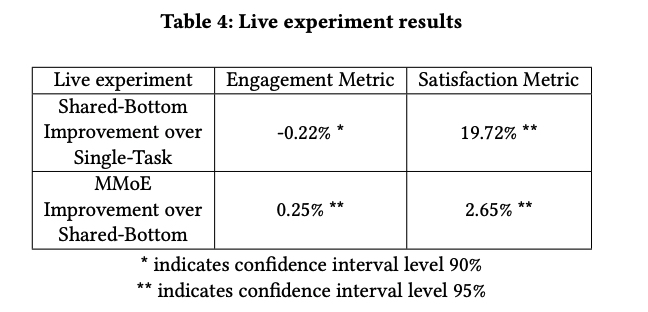 Table 4: Live experiment results
Live experiment Engagement Metric Satisfaction Metric
Shared-Bottom
Improvement over
Single-Task
-0.22% *
19.72% **
MMoE
Improvement over
Shared-Bottom
0.25% **
2.65% **
* indicates confidence interval level 90%
** indicates confidence interval level 95%